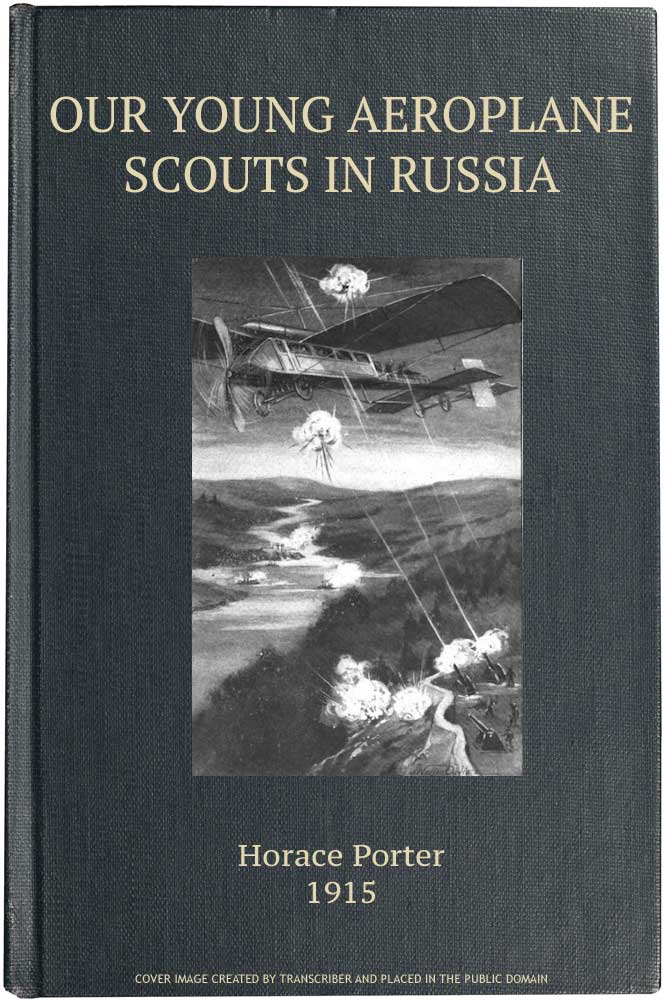 OUR YOUNG AEROPLANE
SCOUTS IN RUSSIA
Horace Porter
1915
COVER IMAGE CREATED BY TRANSCRIBER AND PLACED IN THE PUBLIC DOMAIN